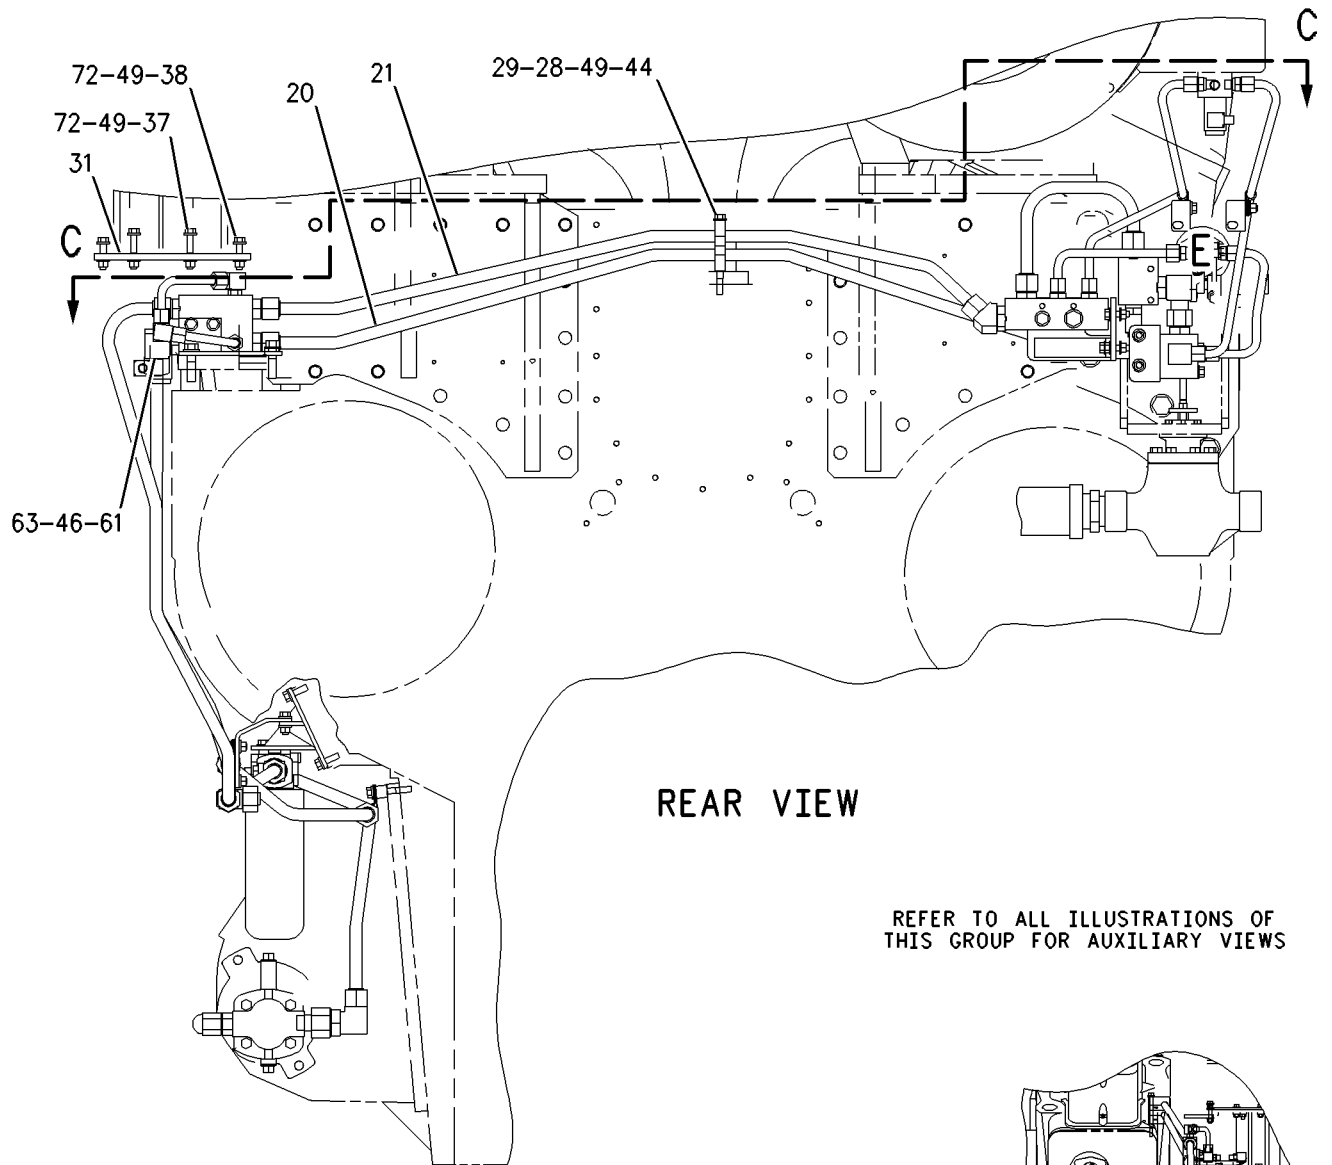 C
72-49-38
21
29-28-49-44
20
72-49-37
31
C
E
63-46-61
REAR VIEW
REFER TO ALL ILLUSTRATIONS OF
THIS GROUP FOR AUXILIARY VIEWS